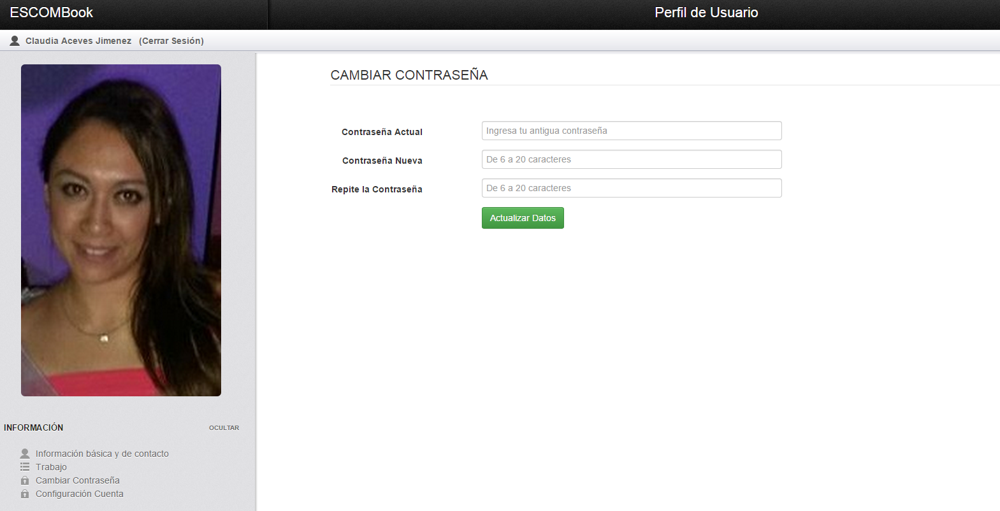 ESCOMBook
Perfil de Usuario
Claudia Aceves Jimenez (Cerrar Sesión)
CAMBIAR CONTRASEÑA
Contraseña Actual
Ingresa tu antigua contraseña
Contraseña Nueva
De 6 a 20 caracteres
Repite la Contraseña
De 6 a 20 caracteres
Actualizar Datos
INFORMACIÓN
OCULTAR
Información básica y de contacto
Trabajo
Cambiar Contraseña
Configuración Cuenta